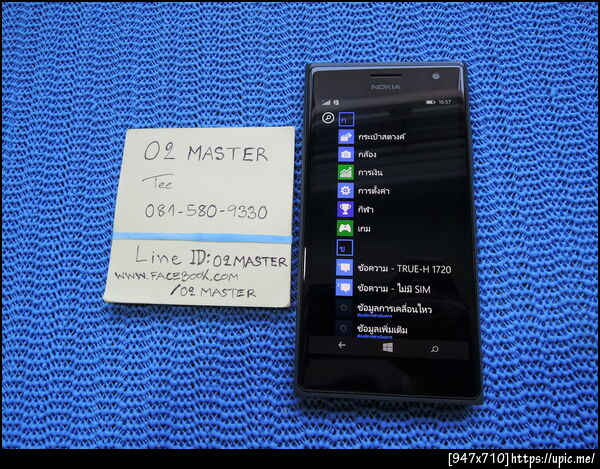 O2 MASTER
Tee
081-580-9330
Line ID: O2MASTER
WWW.FACEBOOK.COM
/O2 MASTER
NOKIA
16:57
ก
กระเป๋าสตางค์
กล้อง
การเงิน
การตั้งค่า
กีฬา
เกม
ข
ข้อความ - TRUE-H 1720
ข้อความ - ไม่มี SIM
ข้อมูลการเคลื่อนไหว
ข้อมูลเพิ่มเติม
[947x710]https://upic.me/